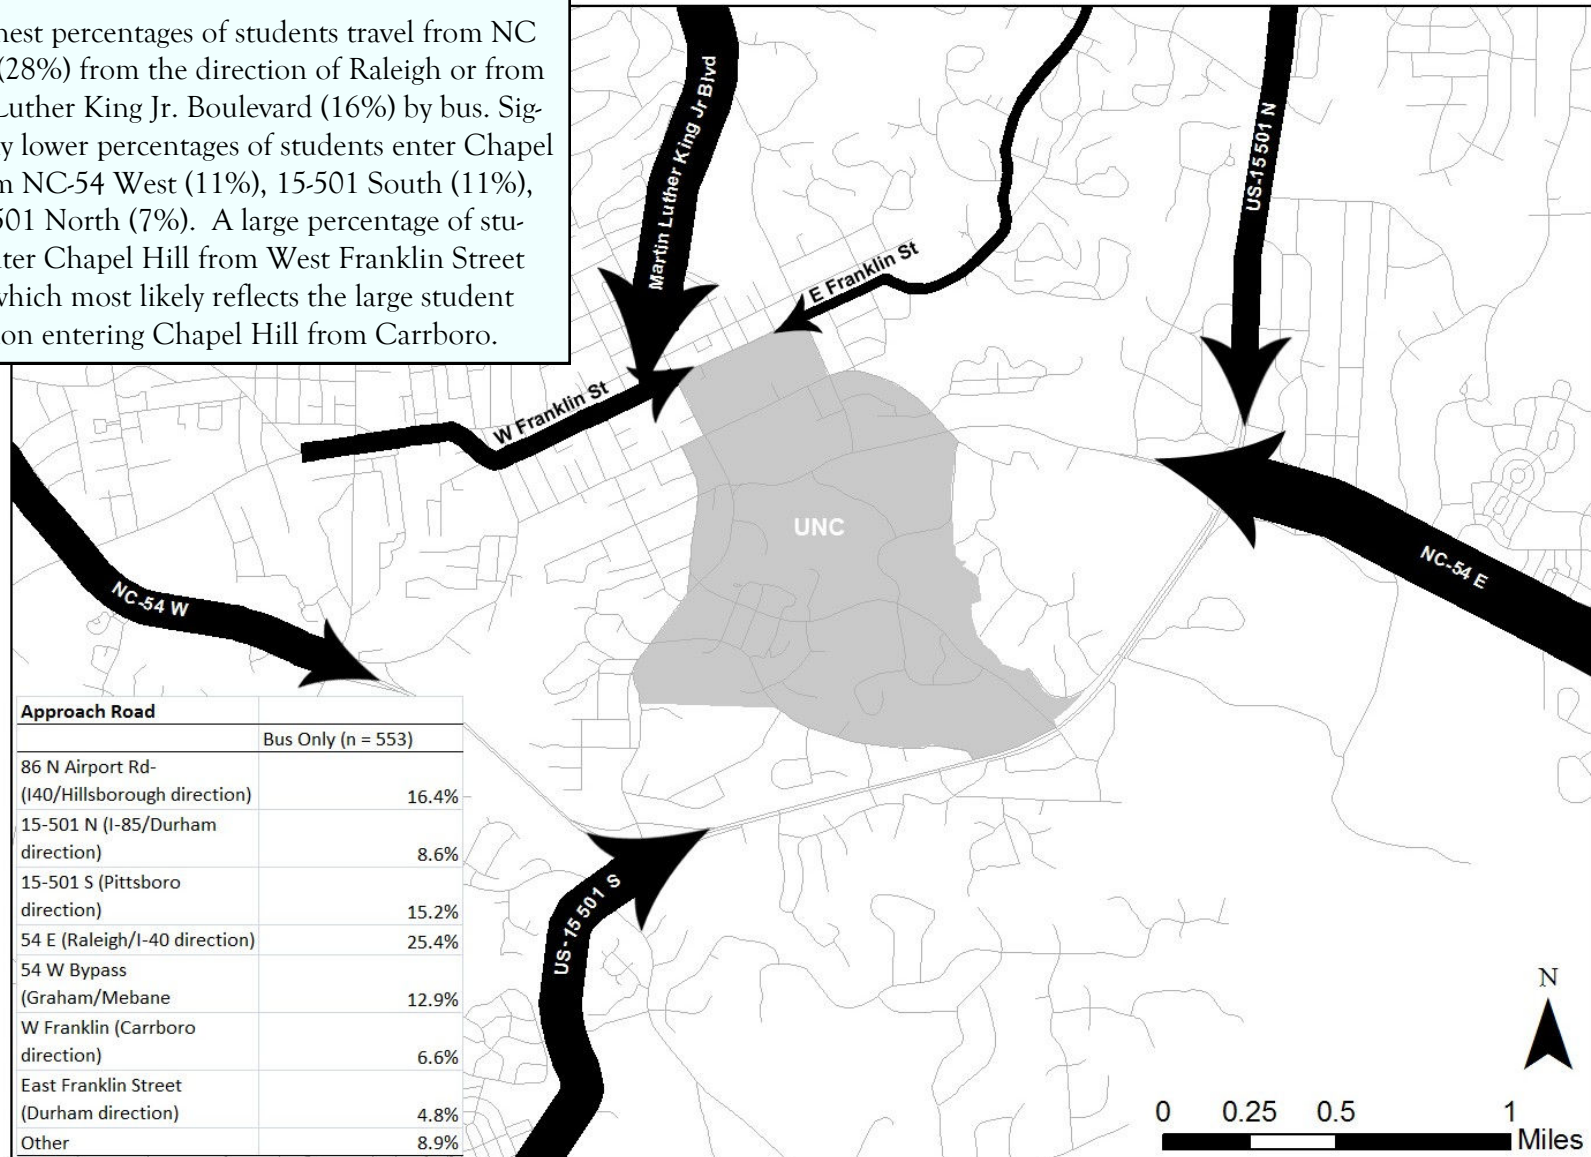 nest percentages of students travel from NC
(28%) from the direction of Raleigh or from
Luther King Jr. Boulevard (16%) by bus. Sig-
y lower percentages of students enter Chapel
m NC-54 West (11%), 15-501 South (11%),
501 North (7%). A large percentage of stu-
ter Chapel Hill from West Franklin Street
which most likely reflects the large student
on entering Chapel Hill from Carrboro.
Martin Luther King Jr Blvd
US-15 501 N
E Franklin St
W Franklin St
UNC
NC-54 E
NC-54 W
US-15 501 S
Approach Road
Bus Only (n = 553)
86 N Airport Rd-
(I40/Hillsborough direction) 16.4%
15-501 N (I-85/Durham
direction) 8.6%
15-501 S (Pittsboro
direction) 15.2%
54 E (Raleigh/I-40 direction) 25.4%
54 W Bypass
(Graham/Mebane 12.9%
W Franklin (Carrboro
direction) 6.6%
East Franklin Street
(Durham direction) 4.8%
Other 8.9%
N
0 0.25 0.5 1
Miles